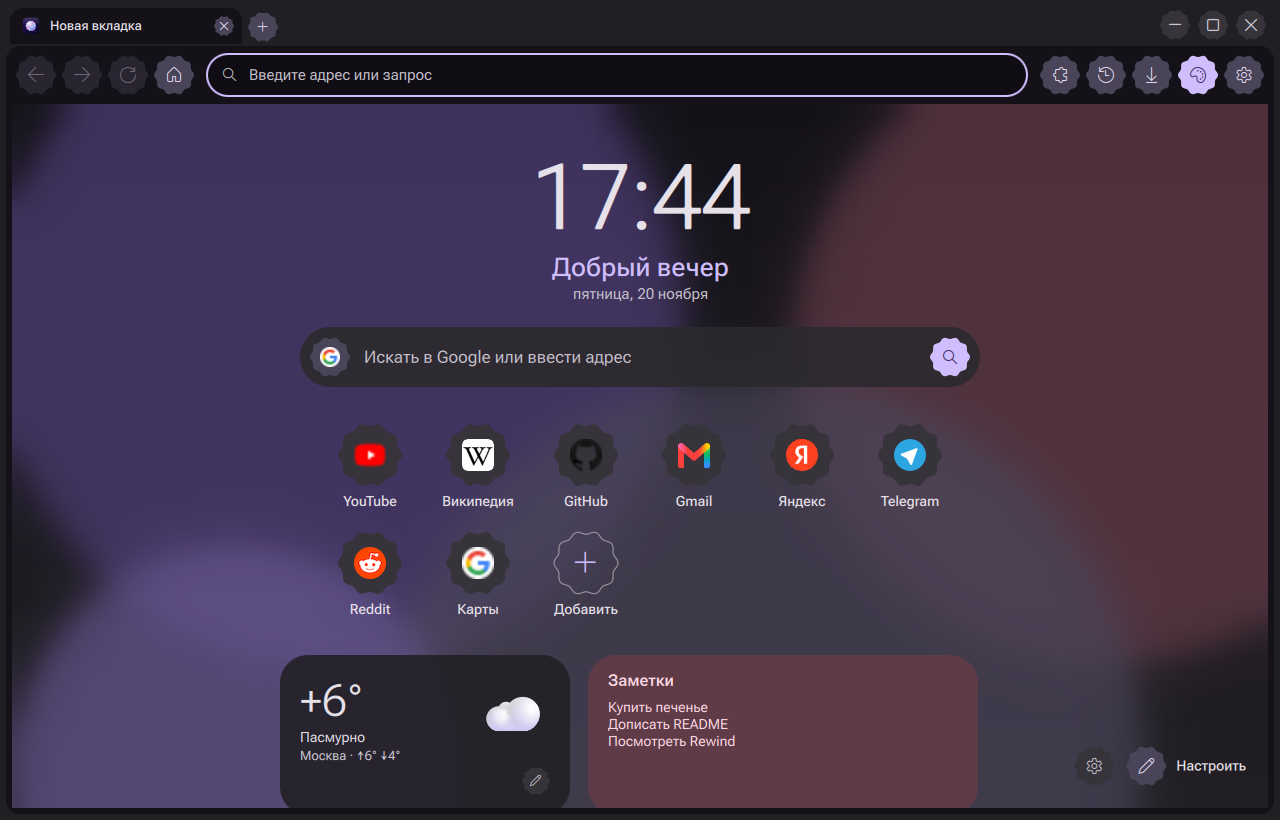 Новая вкладка
Введите адрес или запрос
17:44
Добрый вечер
пятница, 20 ноября
Искать в Google или ввести адрес
YouTube
W
Википедия
GitHub
Gmail
Я
Яндекс
Telegram
Reddit
Карты
Добавить
+6°
Пасмурно
Москва · ↑6° ↓4°
Заметки
Купить печенье
Дописать README
Посмотреть Rewind
Настроить